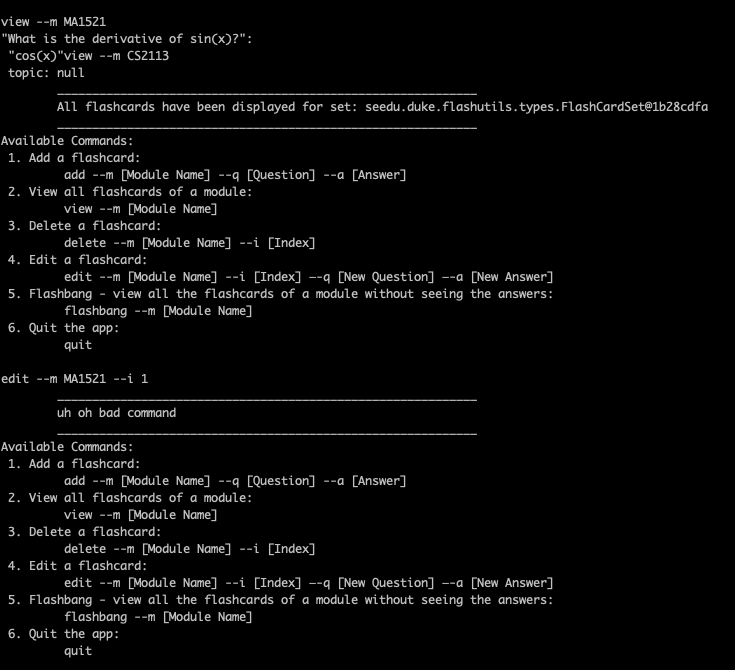 view --m MA1521
"What is the derivative of sin(x)?":
 "cos(x)"view --m CS2113
 topic: null
        ____________________________________________________________
        All flashcards have been displayed for set: seedu.duke.flashutils.types.FlashCardSet@1b28cdfa
        ____________________________________________________________
Available Commands:
 1. Add a flashcard:
         add --m [Module Name] --q [Question] --a [Answer]
 2. View all flashcards of a module:
         view --m [Module Name]
 3. Delete a flashcard:
         delete --m [Module Name] --i [Index]
 4. Edit a flashcard:
         edit --m [Module Name] --i [Index] --q [New Question] —-a [New Answer]
 5. Flashbang - view all the flashcards of a module without seeing the answers:
         flashbang --m [Module Name]
 6. Quit the app:
         quit

edit --m MA1521 --i 1
        ____________________________________________________________
        uh oh bad command
        ____________________________________________________________
Available Commands:
 1. Add a flashcard:
         add --m [Module Name] --q [Question] --a [Answer]
 2. View all flashcards of a module:
         view --m [Module Name]
 3. Delete a flashcard:
         delete --m [Module Name] --i [Index]
 4. Edit a flashcard:
         edit --m [Module Name] --i [Index] --q [New Question] —-a [New Answer]
 5. Flashbang - view all the flashcards of a module without seeing the answers:
         flashbang --m [Module Name]
 6. Quit the app:
         quit